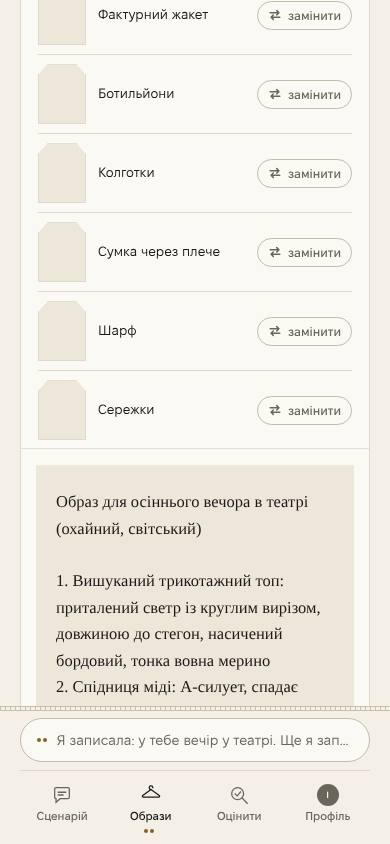 Фактурний жакет
замінити
Ботильйони
замінити
Колготки
замінити
Сумка через плече
замінити
Шарф
замінити
Сережки
замінити
Образ для осіннього вечора в театрі
(охайний, світський)
1. Вишуканий трикотажний топ:
приталений светр із круглим вирізом,
довжиною до стегон, насичений
бордовий, тонка вовна мерино
2. Спідниця міді: А-силует, спадає
Я записала: у тебе вечір у театрі. Ще я зап...
Сценарій
Образи
Оцінити
І
Профіль